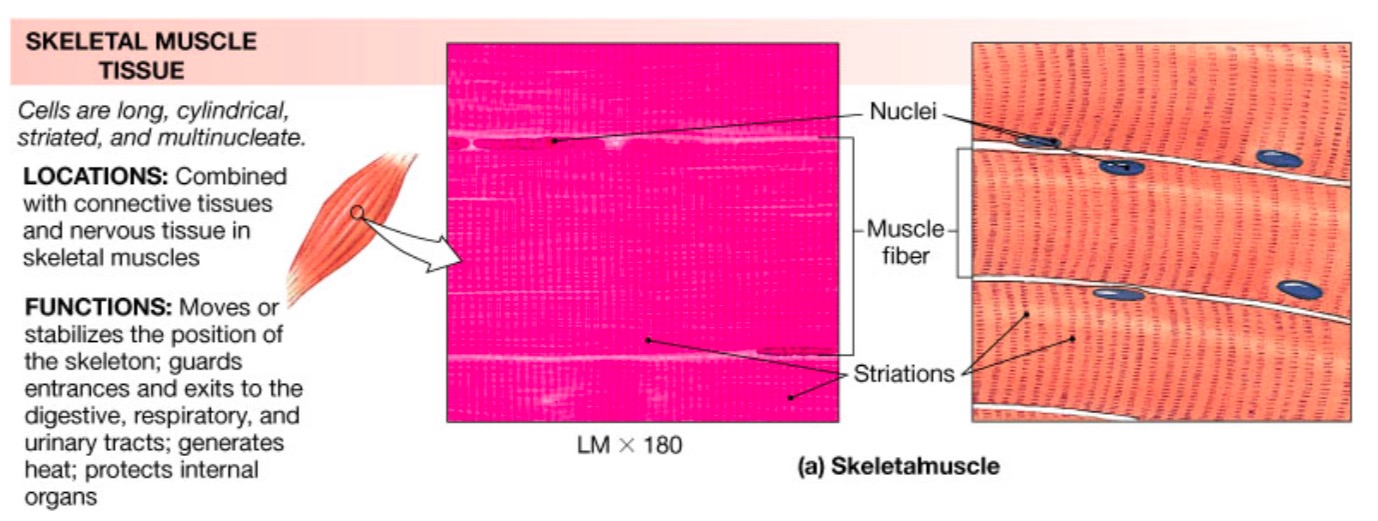 SKELETAL MUSCLE
TISSUE
Cells are long, cylindrical,
striated, and multinucleate.
LOCATIONS: Combined
with connective tissues
and nervous tissue in
skeletal muscles
FUNCTIONS: Moves or
stabilizes the position of
the skeleton; guards
entrances and exits to the
digestive, respiratory, and
urinary tracts; generates
heat; protects internal
organs
Nuclei
Muscle
fiber
Striations
LM × 180
(a) Skeletalmuscle